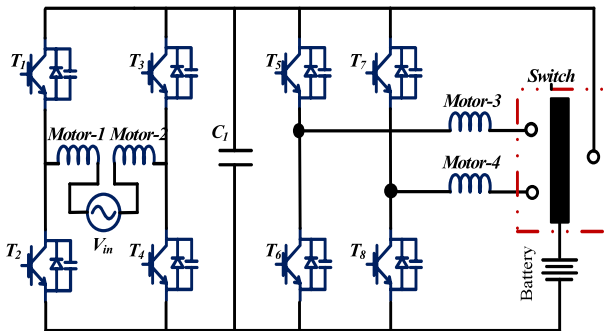 T1
T3
T5
T7
Switch
Motor-3
Motor-1 Motor-2
C1
Motor-4
Vin
T2
T4
T6
T8
Battery